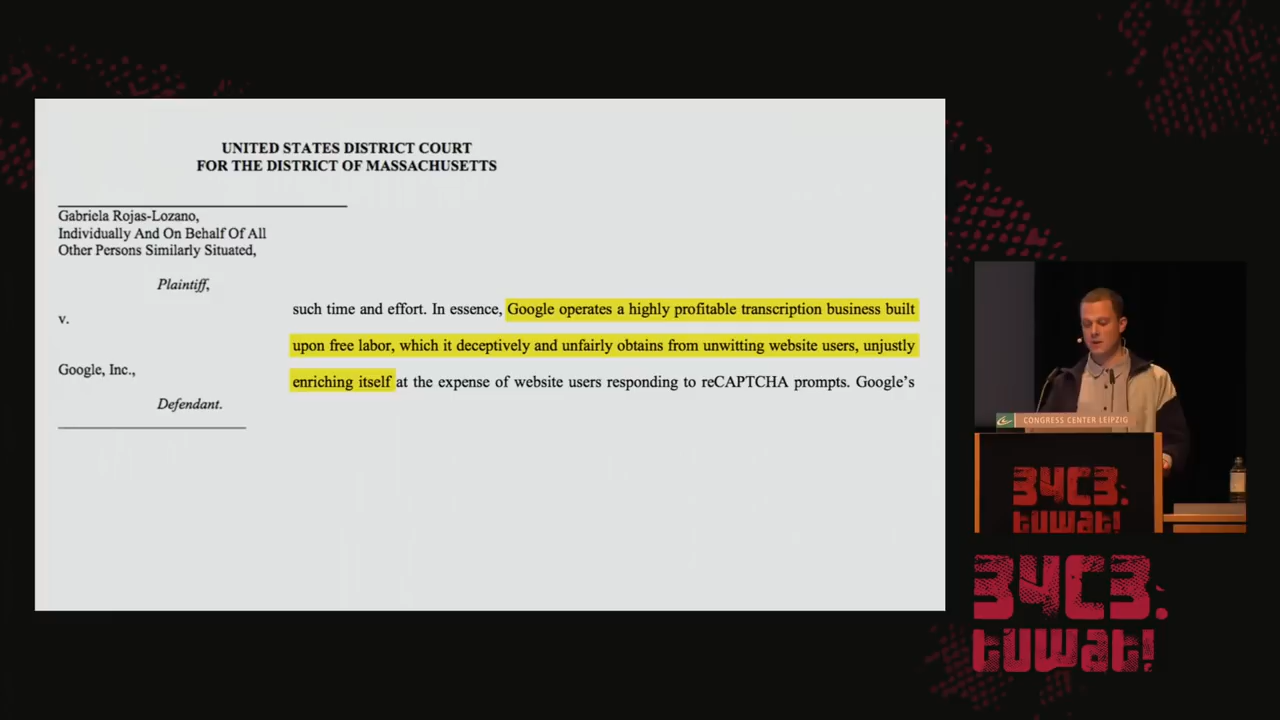 UNITED STATES DISTRICT COURT
FOR THE DISTRICT OF MASSACHUSETTS
Gabriela Rojas-Lozano,
Individually And On Behalf Of All
Other Persons Similarly Situated,
Plaintiff,
v.
Google, Inc.,
Defendant.
such time and effort. In essence, Google operates a highly profitable transcription business built
upon free labor, which it deceptively and unfairly obtains from unwitting website users, unjustly
enriching itself at the expense of website users responding to reCAPTCHA prompts. Google's
CONGRESS CENTER LEIPZIG
34C3:
tuwat!
34C3:
tuwat!